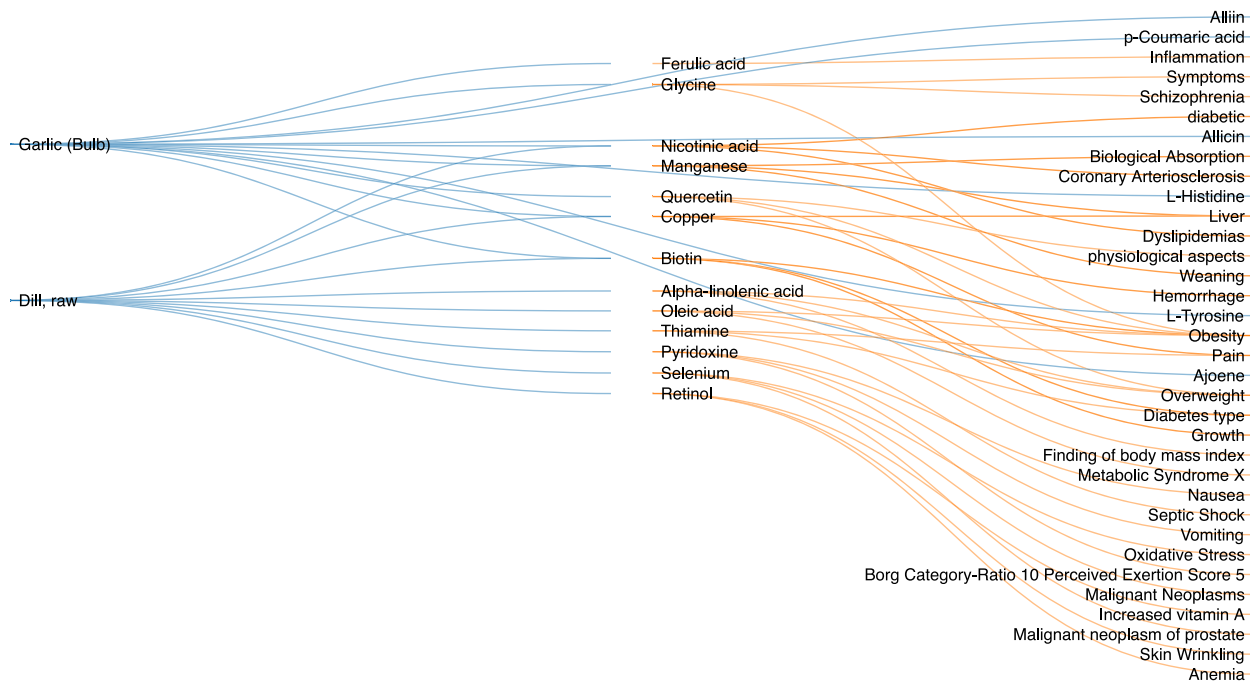 Garlic (Bulb)
Dill, raw
Ferulic acid
Glycine
Nicotinic acid
Manganese
Quercetin
Copper
Biotin
Alpha-linolenic acid
Oleic acid
Thiamine
Pyridoxine
Selenium
Retinol
Alliin
p-Coumaric acid
Inflammation
Symptoms
Schizophrenia
diabetic
Allicin
Biological Absorption
Coronary Arteriosclerosis
L-Histidine
Liver
Dyslipidemias
physiological aspects
Weaning
Hemorrhage
L-Tyrosine
Obesity
Pain
Ajoene
Overweight
Diabetes type
Growth
Finding of body mass index
Metabolic Syndrome X
Nausea
Septic Shock
Vomiting
Oxidative Stress
Borg Category-Ratio 10 Perceived Exertion Score 5
Malignant Neoplasms
Increased vitamin A
Malignant neoplasm of prostate
Skin Wrinkling
Anemia